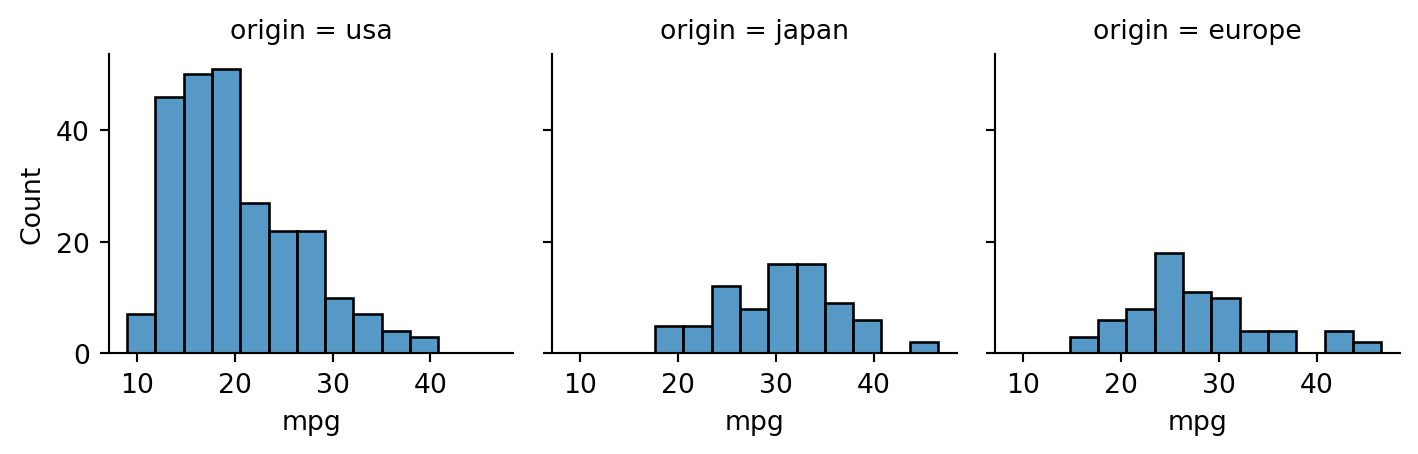 origin = usa
origin = japan
origin = europe
Count
40
20
0
10 20 30 40
10 20 30 40
10 20 30 40
mpg
mpg
mpg